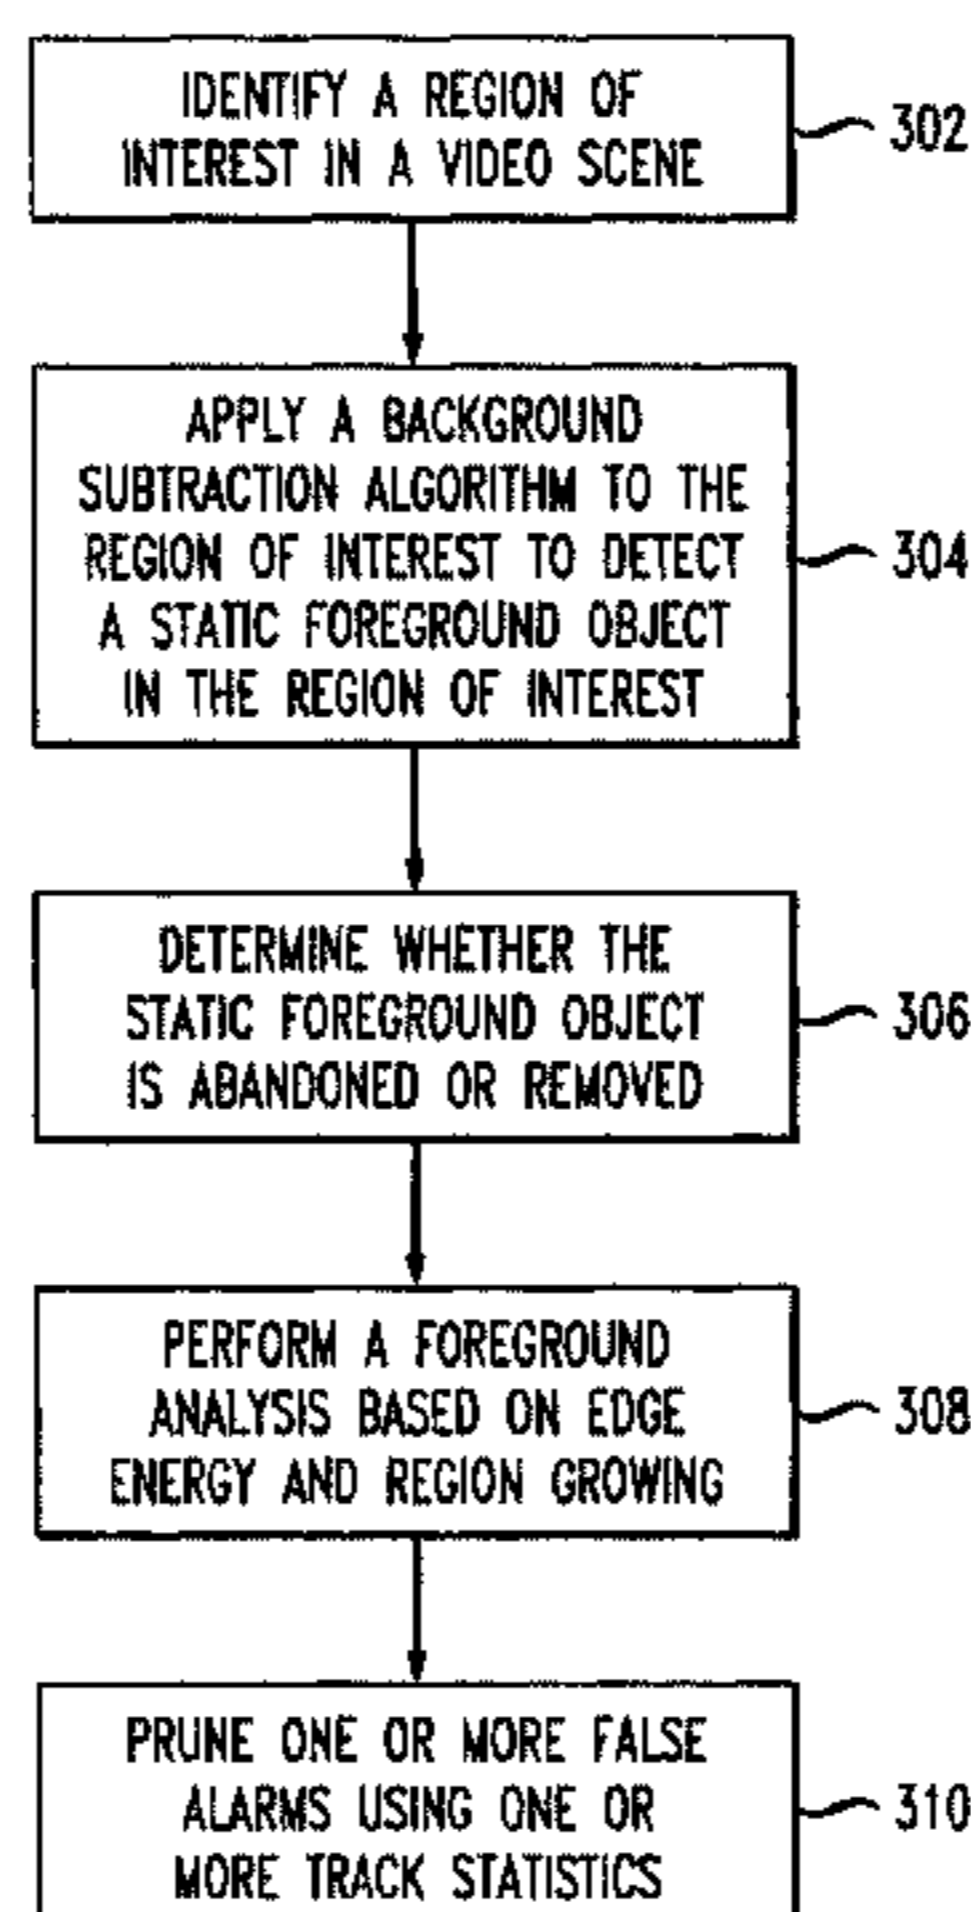 IDENTIFY A REGION OF
INTEREST IN A VIDEO SCENE
302
APPLY A BACKGROUND
SUBTRACTION ALGORITHM TO THE
REGION OF INTEREST TO DETECT
A STATIC FOREGROUND OBJECT
IN THE REGION OF INTEREST
304
DETERMINE WHETHER THE
STATIC FOREGROUND OBJECT
IS ABANDONED OR REMOVED
306
PERFORM A FOREGROUND
ANALYSIS BASED ON EDGE
ENERGY AND REGION GROWING
308
PRUNE ONE OR MORE FALSE
ALARMS USING ONE OR
MORE TRACK STATISTICS
310